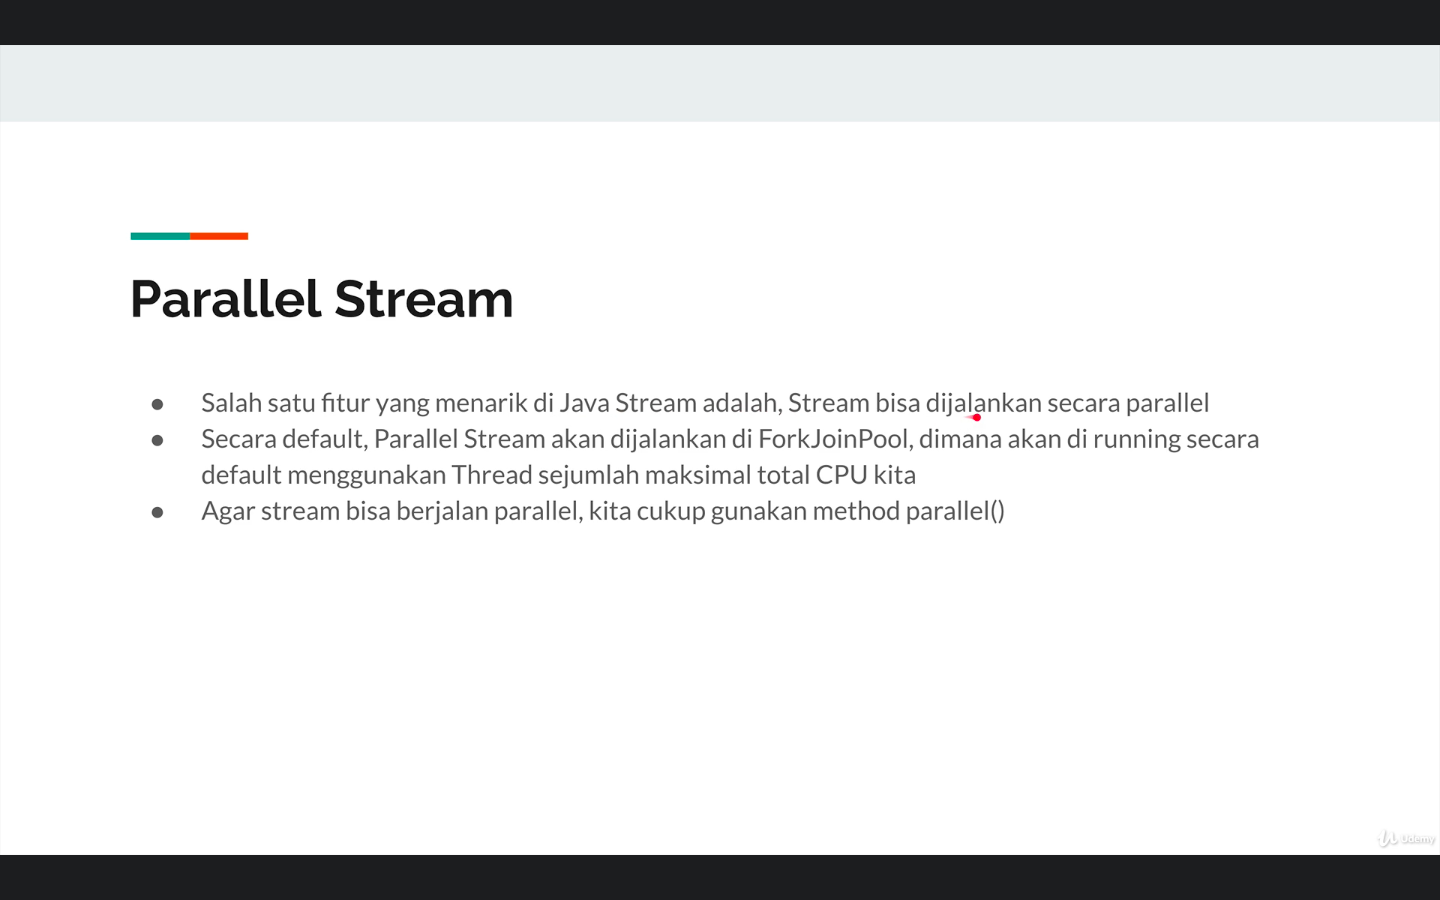 Parallel Stream
● Salah satu fitur yang menarik di Java Stream adalah, Stream bisa dijalankan secara parallel
● Secara default, Parallel Stream akan dijalankan di ForkJoinPool, dimana akan di running secara
default menggunakan Thread sejumlah maksimal total CPU kita
● Agar stream bisa berjalan parallel, kita cukup gunakan method parallel()
Udemy